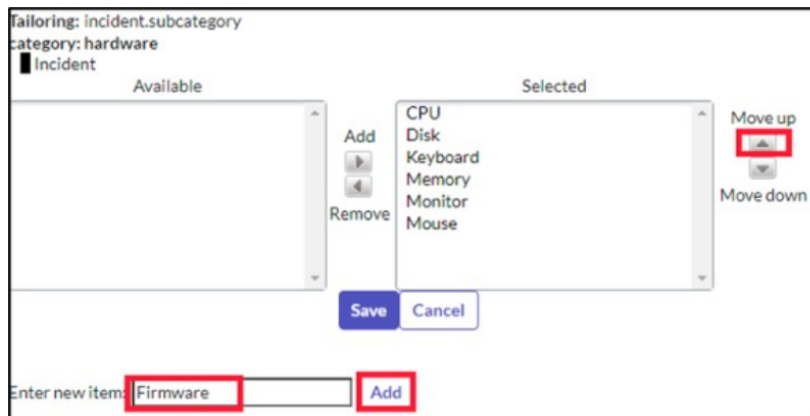 Tailoring: incident.subcategory
category: hardware
Incident
Available
Selected
Add
Remove
CPU
Disk
Keyboard
Memory
Monitor
Mouse
Move up
Move down
Save Cancel
Enter new item: Firmware Add